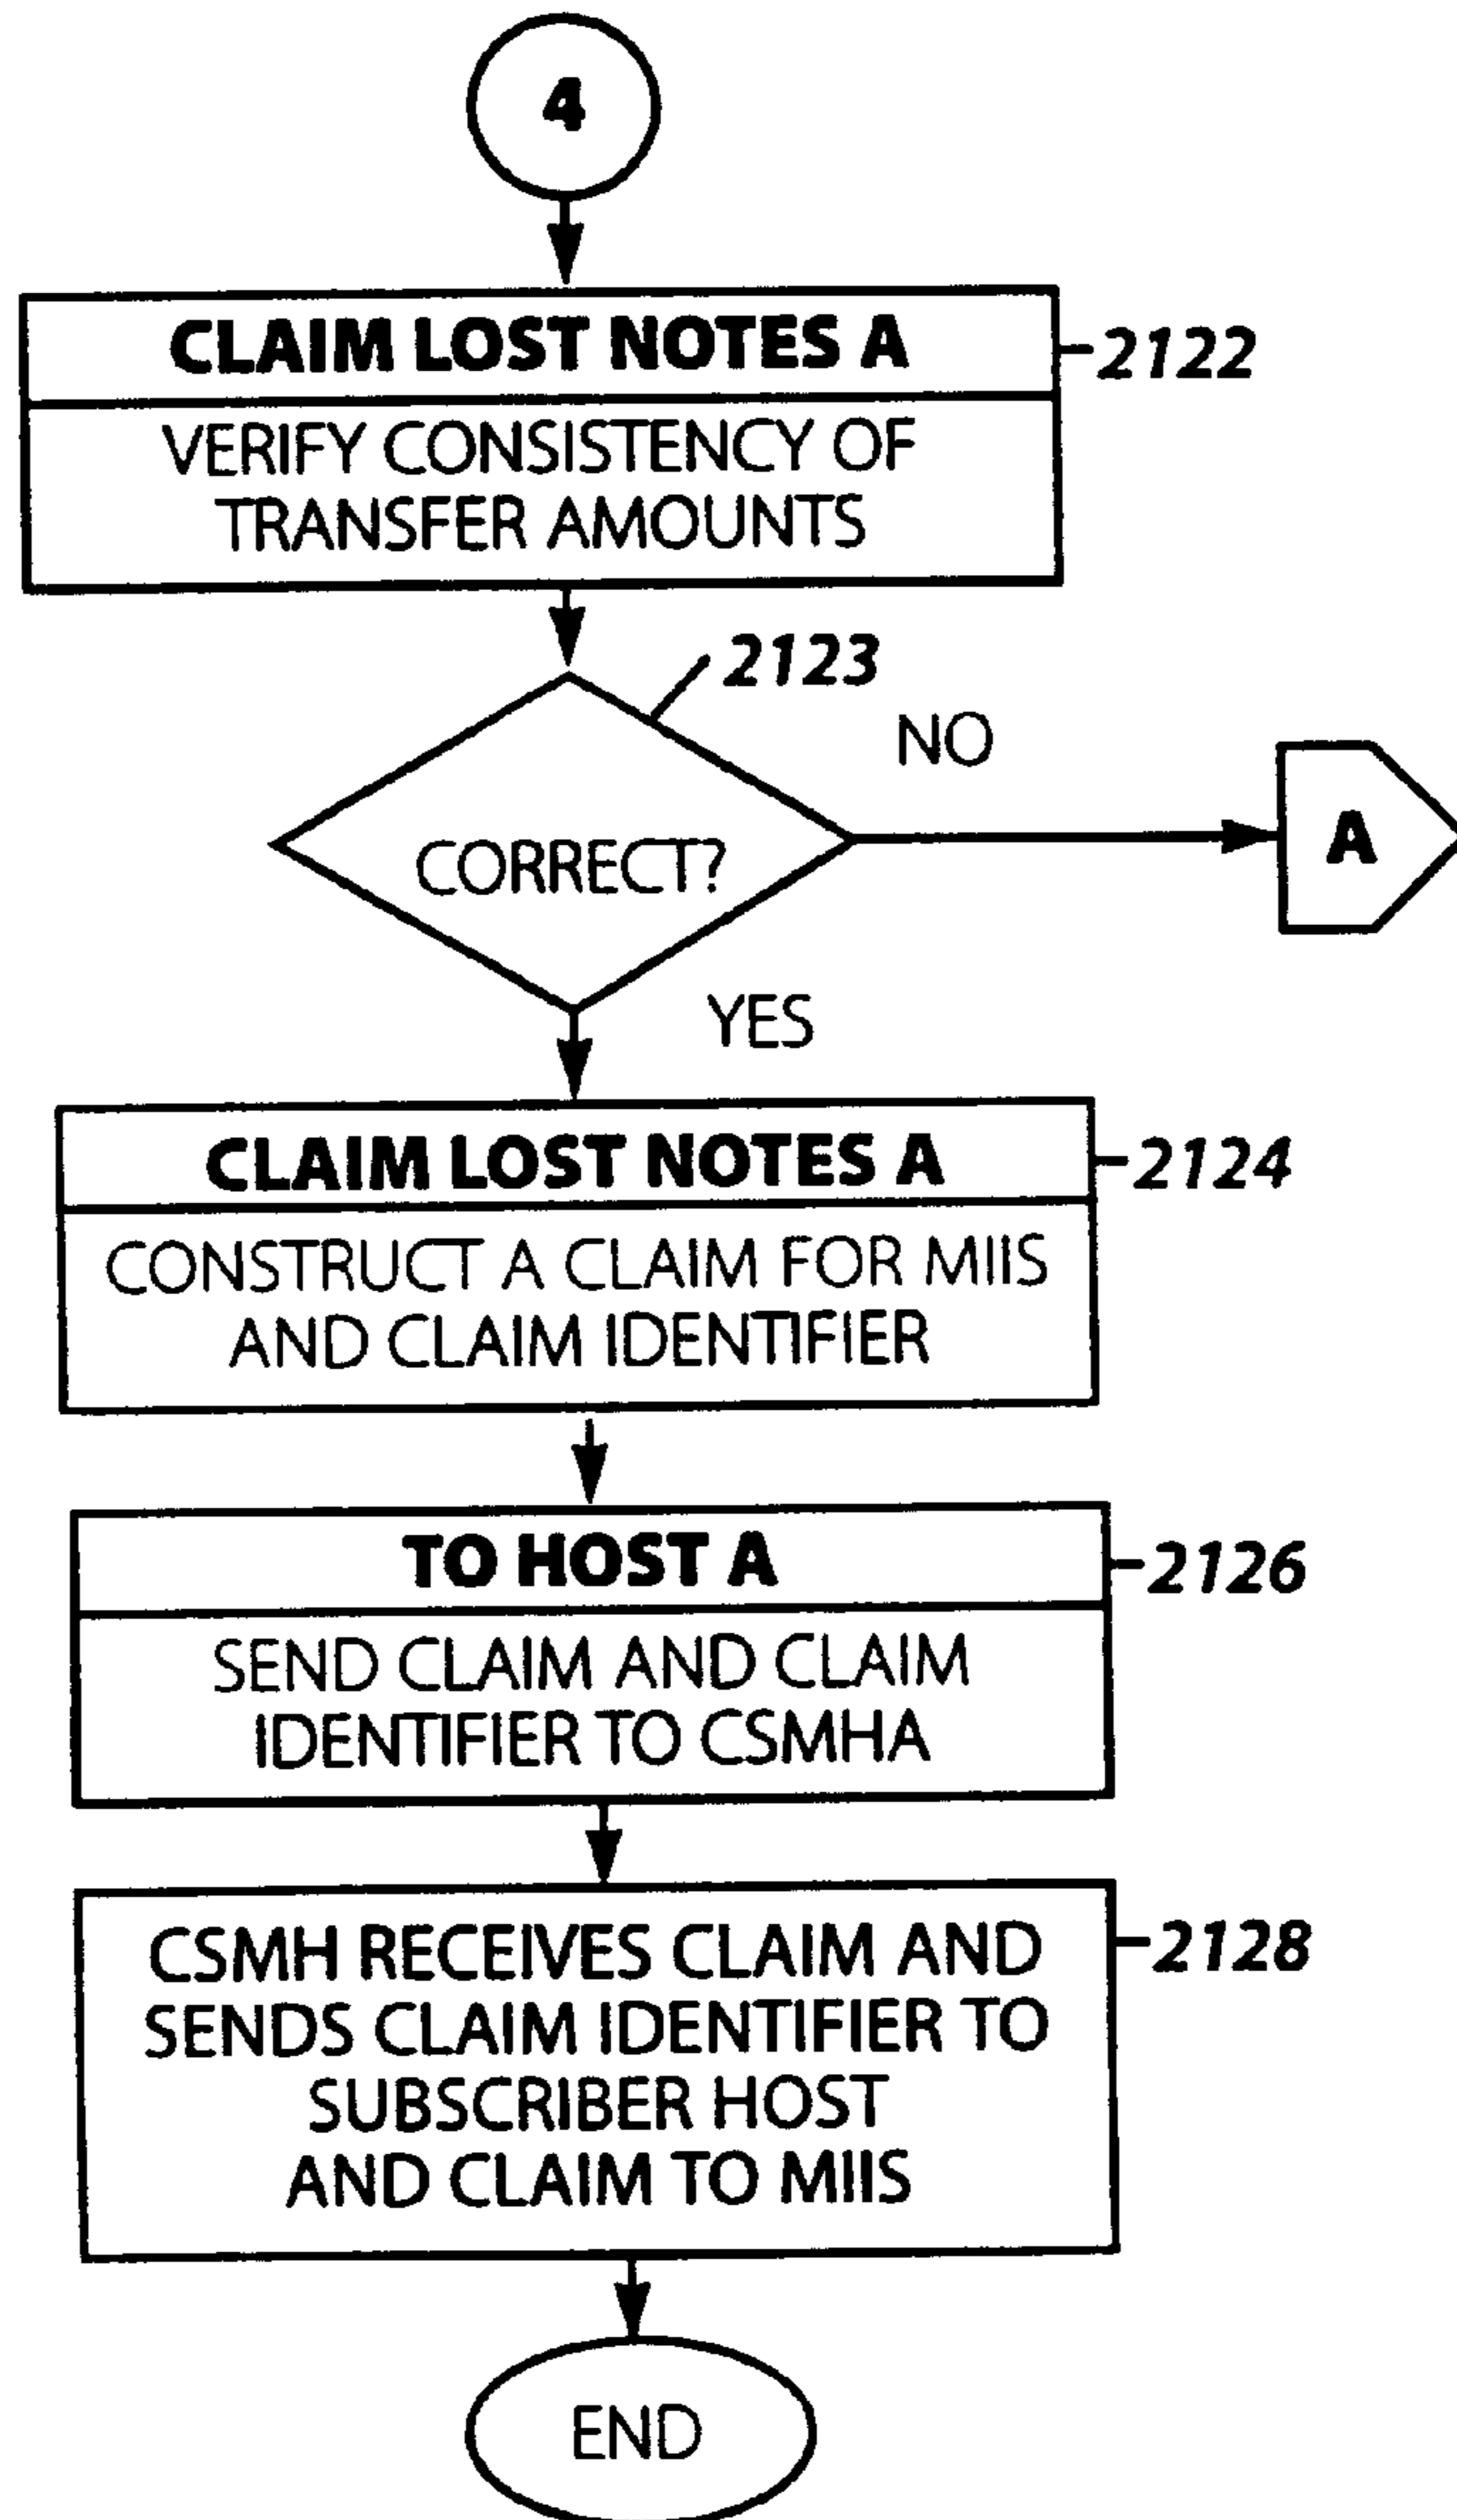 4
CLAIM LOST NOTES A
2122
VERIFY CONSISTENCY OF
TRANSFER AMOUNTS
2123
NO
CORRECT?
A
YES
CLAIM LOST NOTES A
2124
CONSTRUCT A CLAIM FOR MIIS
AND CLAIM IDENTIFIER
TO HOST A
2126
SEND CLAIM AND CLAIM
IDENTIFIER TO CSMHA
CSMH RECEIVES CLAIM AND
2128
SENDS CLAIM IDENTIFIER TO
SUBSCRIBER HOST
AND CLAIM TO MIIS
END